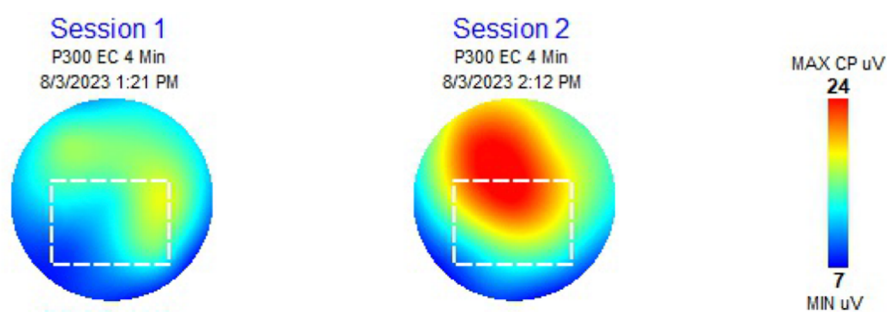 Session 1
P300 EC 4 Min
8/3/2023 1:21 PM
Session 2
P300 EC 4 Min
8/3/2023 2:12 PM
MAX CP uV
24
7
MIN uV